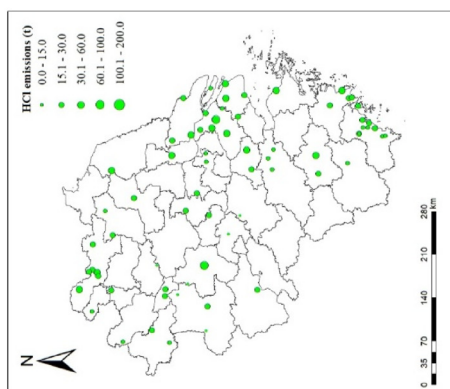 HCl emissions (t)
0.0 - 15.0
15.1 - 30.0
30.1 - 60.0
60.1 - 100.0
100.1 - 200.0
N
0 35 70 140 210 280
km